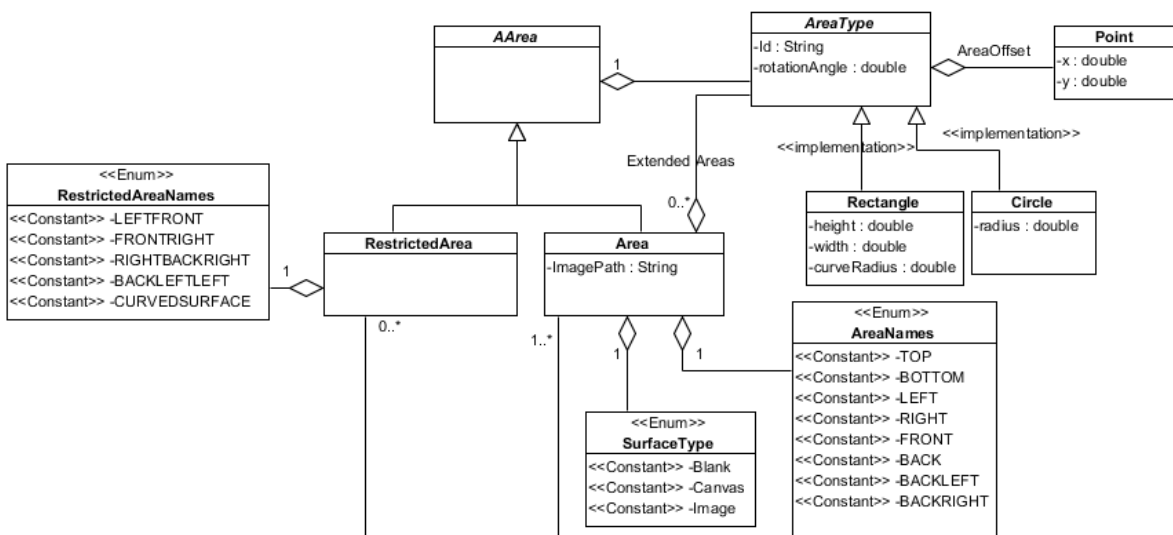 AArea
1
AreaType
-Id : String
-rotationAngle : double
AreaOffset
Point
-x : double
-y : double
<<implementation>>
<<implementation>>
Extended Areas
0..*
<<Enum>>
RestrictedAreaNames
<<Constant>> -LEFTFRONT
<<Constant>> -FRONTRIGHT
<<Constant>> -RIGHTBACKRIGHT
<<Constant>> -BACKLEFTLEFT
<<Constant>> -CURVEDSURFACE
1
RestrictedArea
0..*
Area
-ImagePath : String
1..*
1
1
Rectangle
-height : double
-width : double
-curveRadius : double
Circle
-radius : double
<<Enum>>
SurfaceType
<<Constant>> -Blank
<<Constant>> -Canvas
<<Constant>> -Image
<<Enum>>
AreaNames
<<Constant>> -TOP
<<Constant>> -BOTTOM
<<Constant>> -LEFT
<<Constant>> -RIGHT
<<Constant>> -FRONT
<<Constant>> -BACK
<<Constant>> -BACKLEFT
<<Constant>> -BACKRIGHT